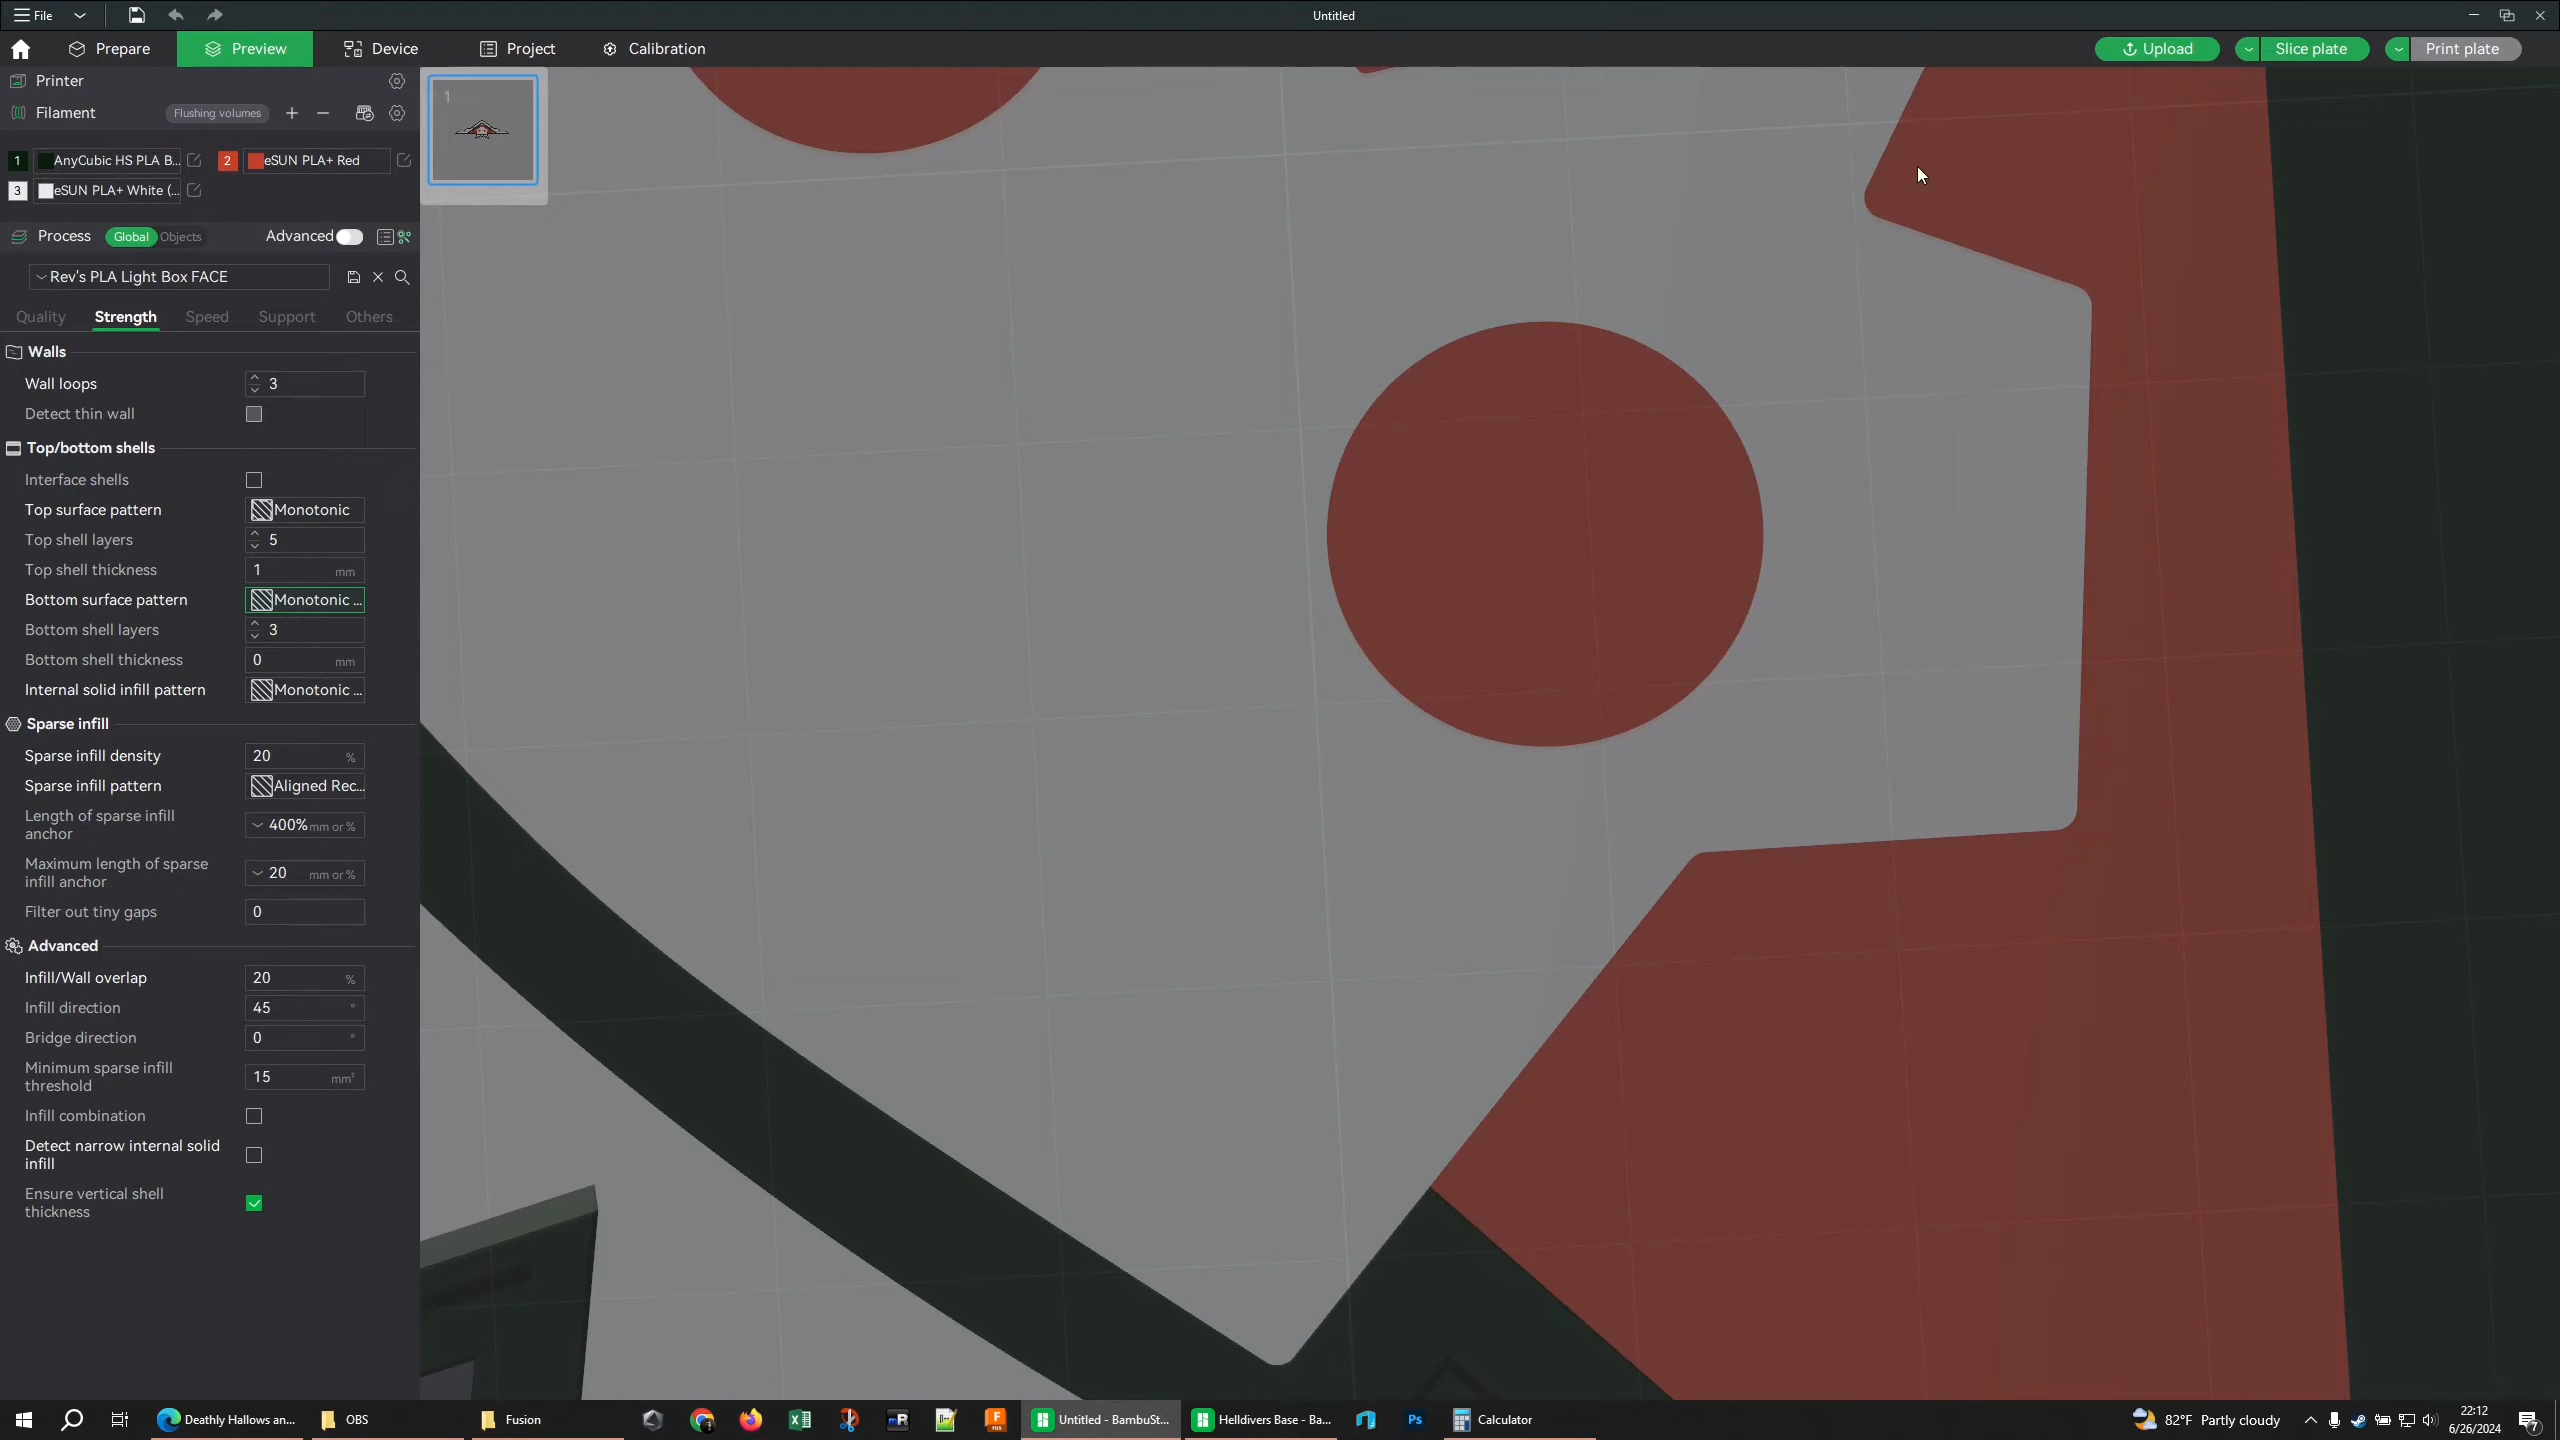 File
Untitled
Prepare
Preview
Device
Project
Calibration
Upload
Slice plate
Print plate
Printer
Filament
Flushing volumes
1 AnyCubic HS PLA B...
2 eSUN PLA+ Red
3 eSUN PLA+ White (...
1
Process Global Objects Advanced
Rev's PLA Light Box FACE
Quality Strength Speed Support Others
Walls
Wall loops 3
Detect thin wall
Top/bottom shells
Interface shells
Top surface pattern Monotonic
Top shell layers 5
Top shell thickness 1 mm
Bottom surface pattern Monotonic ...
Bottom shell layers 3
Bottom shell thickness 0 mm
Internal solid infill pattern Monotonic ...
Sparse infill
Sparse infill density 20 %
Sparse infill pattern Aligned Rec...
Length of sparse infill
anchor 400% mm or %
Maximum length of sparse
infill anchor 20 mm or %
Filter out tiny gaps 0
Advanced
Infill/Wall overlap 20 %
Infill direction 45 °
Bridge direction 0 °
Minimum sparse infill
threshold 15 mm²
Infill combination
Detect narrow internal solid
infill
Ensure vertical shell
thickness
Deathly Hallows an...
OBS
Fusion
Untitled - BambuSt...
Helldivers Base - Ba...
Ps
Calculator
82°F Partly cloudy
22:12
6/26/2024
7